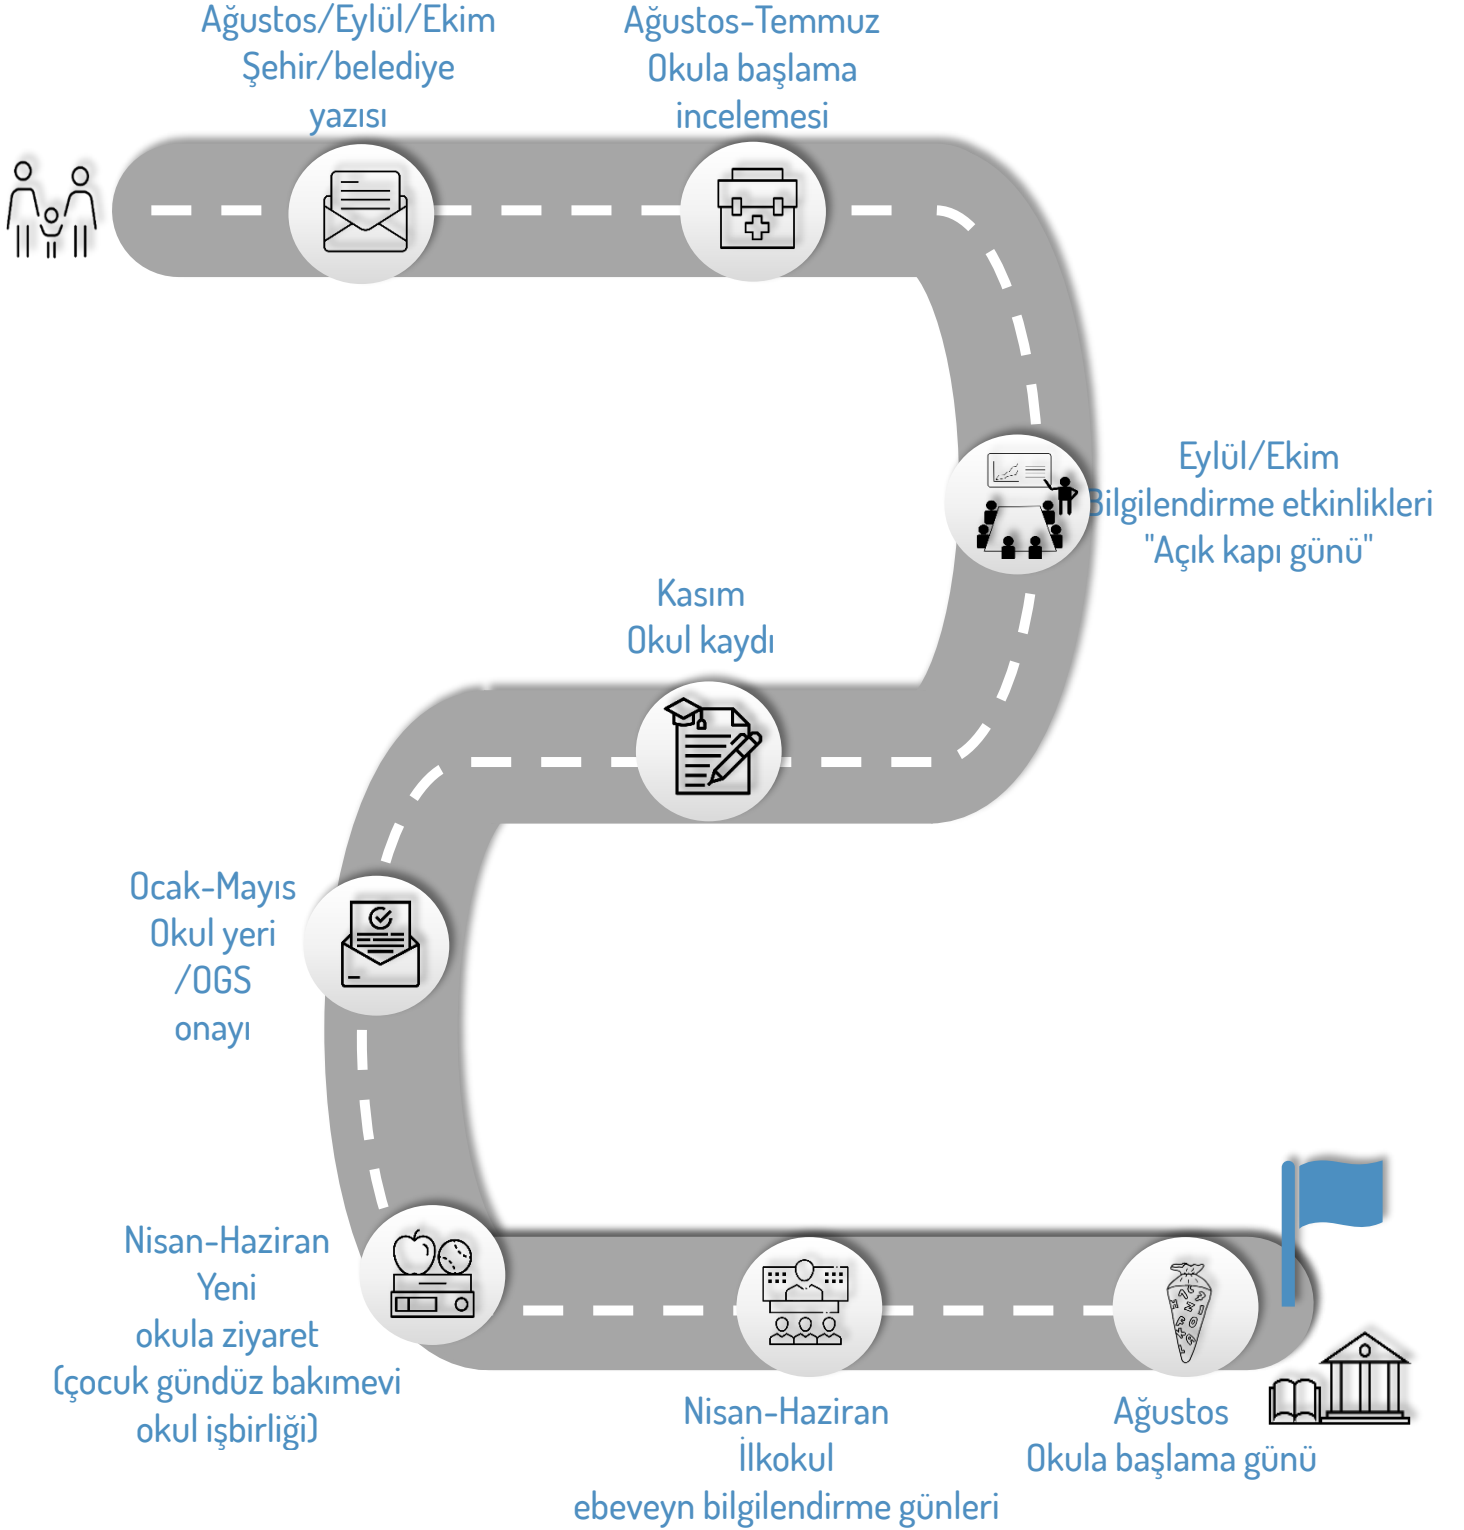 Ağustos/Eylül/Ekim
Şehir/belediye
yazısı
Ağustos-Temmuz
Okula başlama
incelemesi
Eylül/Ekim
Bilgilendirme etkinlikleri
"Açık kapı günü"
Kasım
Okul kaydı
Ocak-Mayıs
Okul yeri
/OGS
onayı
Nisan-Haziran
Yeni
okula ziyaret
(çocuk gündüz bakımevi
okul işbirliği)
Nisan-Haziran
İlkokul
ebeveyn bilgilendirme günleri
Ağustos
Okula başlama günü